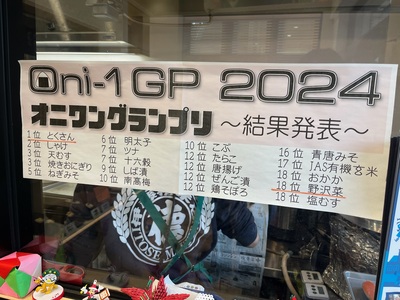 Oni-1 GP 2024
オニワングランプリ
～結果発表～
1位 とくさん
2位 しゃけ
3位 天むす
3位 焼きおにぎり
5位 ねぎみそ
6位 明太子
7位 ツナ
7位 十六穀
9位 しば漬
10位 南高梅
10位 こぶ
12位 たらこ
12位 唐揚げ
12位 ぜんご漬
12位 鶏そぼろ
16位 青唐みそ
17位 JAS有機玄米
18位 おかか
18位 野沢菜
18位 塩むす